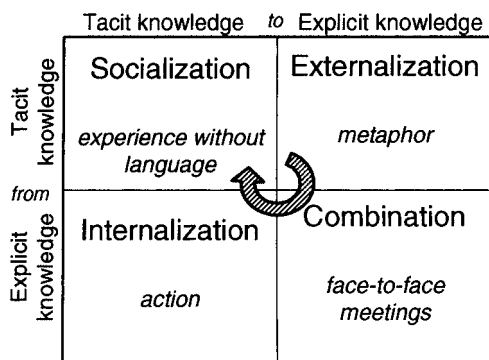 Tacit knowledge to Explicit knowledge
Tacit
knowledge
from
Explicit
knowledge
Socialization
experience without
language
Externalization
metaphor
Internalization
action
Combination
face-to-face
meetings